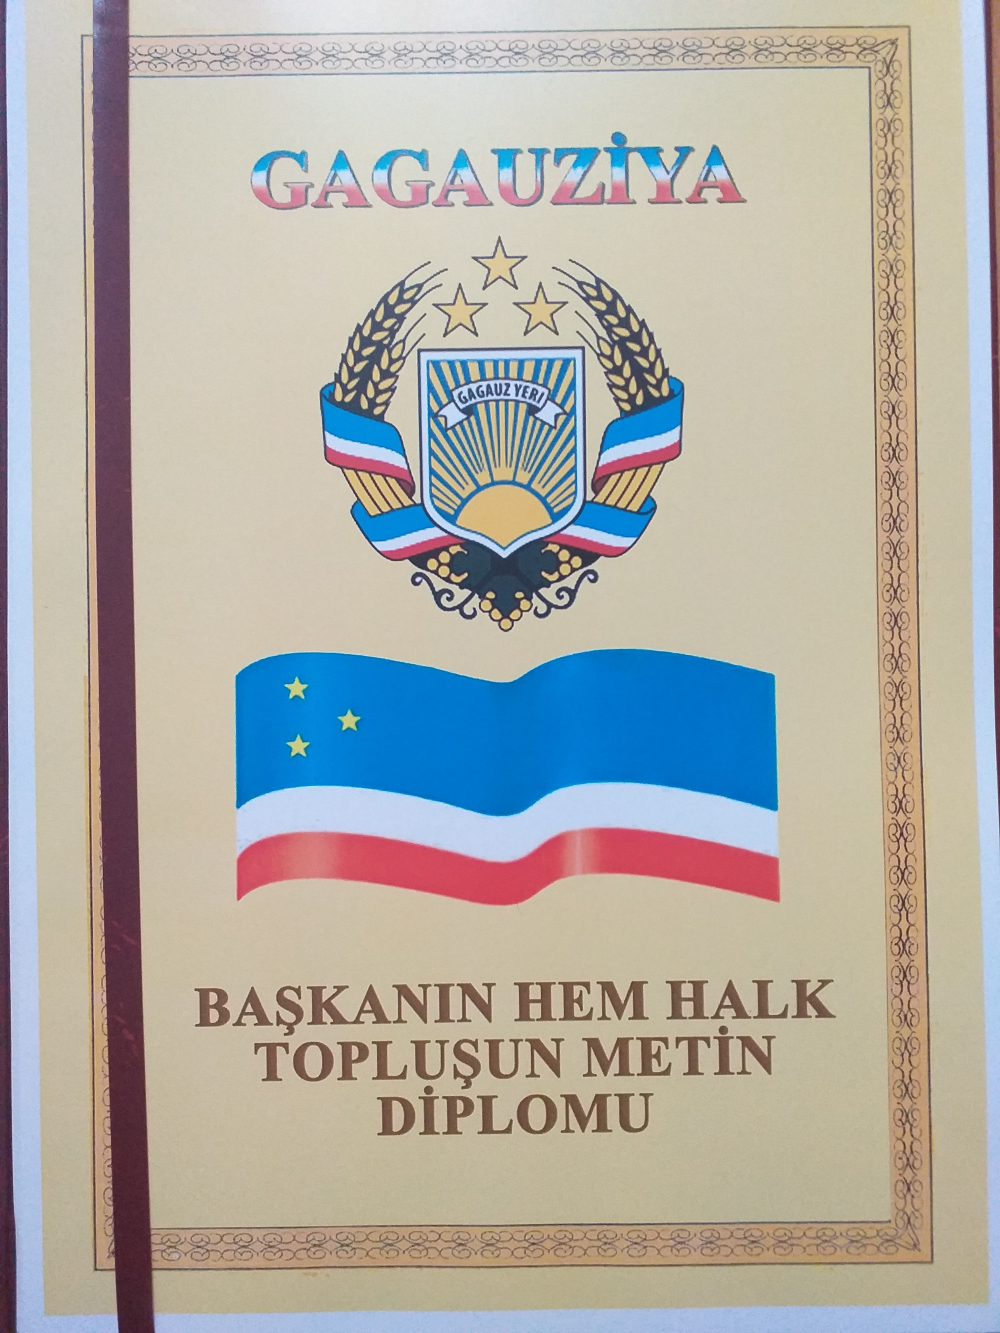 GAGAUZİYA
GAGAUZ YERI
BAŞKANIN HEM HALK
TOPLUŞUN METİN
DİPLOMU